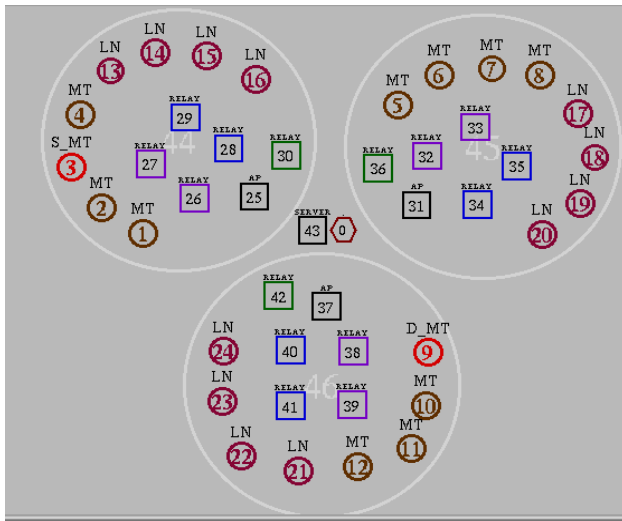 LN LN LN LN
13 14 15 16
MT
4
S_MT
3
MT
2
MT
1
RELAY
29
RELAY
27
RELAY
28
RELAY
30
RELAY
26
AP
25
44
SERVER
43 0
MT MT MT MT
5 6 7 8
LN
17
LN
18
LN
19
LN
20
RELAY
33
RELAY
32
RELAY
36
RELAY
35
AP
31
RELAY
34
45
RELAY
42
AP
37
D_MT
9
LN
24
RELAY
40
RELAY
38
LN
23
RELAY
41
RELAY
39
46
MT
10
MT
11
LN
22
LN
21
MT
12